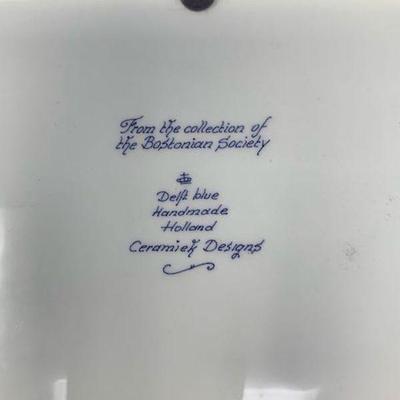 From the collection of
the Bostonian Society
Delft blue
Handmade
Holland
Ceramiek Designs